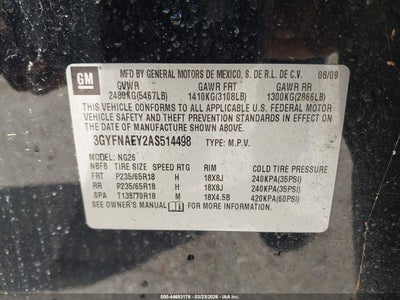 GM
MFD BY GENERAL MOTORS DE MEXICO, S. DE R.L. DE C.V. 08/09
GVWR GAWR FRT GAWR RR
2480KG(5467LB) 1410KG(3108LB) 1300KG(2866LB)
THIS VEHICLE CONFORMS TO ALL APPLICABLE U.S. FEDERAL MOTOR
VEHICLE SAFETY AND THEFT PREVENTION STANDARDS IN EFFECT ON THE
DATE OF MANUFACTURE SHOWN ABOVE.
3GYFNAEY2AS514498 TYPE: M.P.V.
NG26
TIRE SIZE SPEED RTG RIM COLD TIRE PRESSURE
FRT P235/65R18 H 18X8J 240KPA(35PSI)
RR P235/65R18 H 18X8J 240KPA(35PSI)
SPA T135/70R18 M 18X4.5B 420KPA(60PSI)
SEE OWNER'S MANUAL FOR MORE INFORMATION.
000-44693176 - 03/23/2026 - IAA Inc.